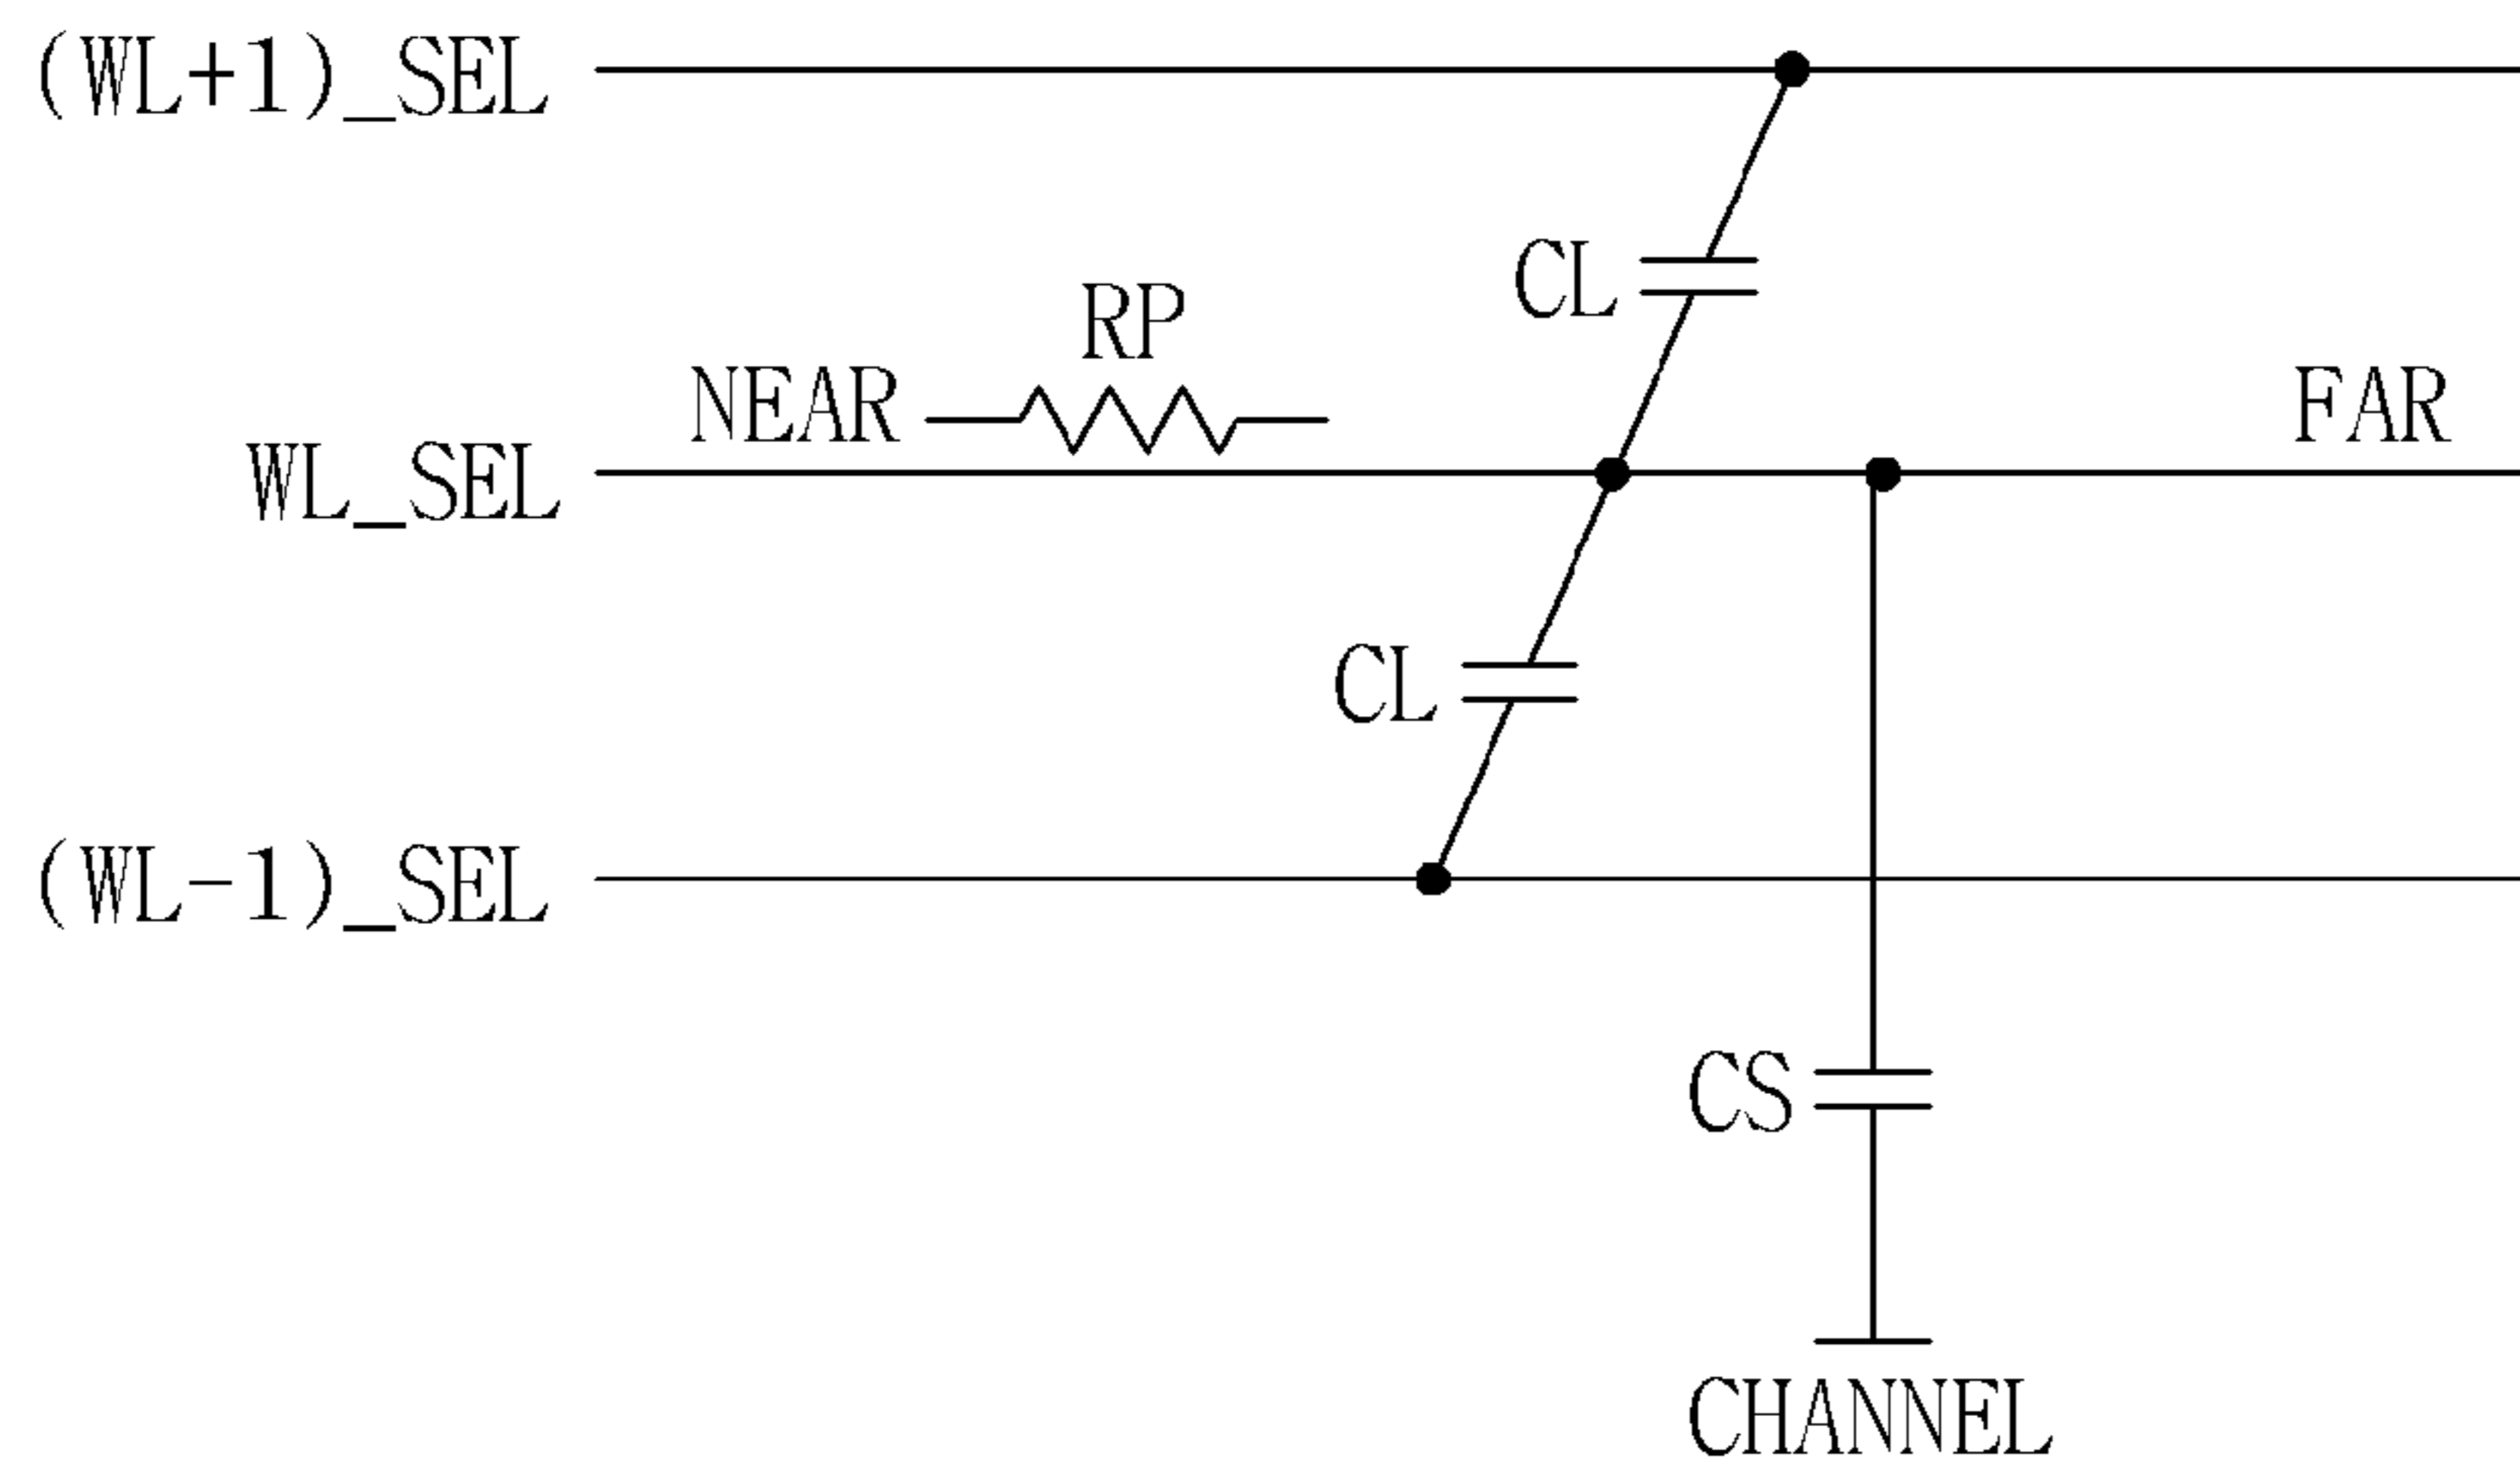 (WL+1)_SEL
CL
RP
NEAR
FAR
WL_SEL
CL
(WL-1)_SEL
CS
CHANNEL